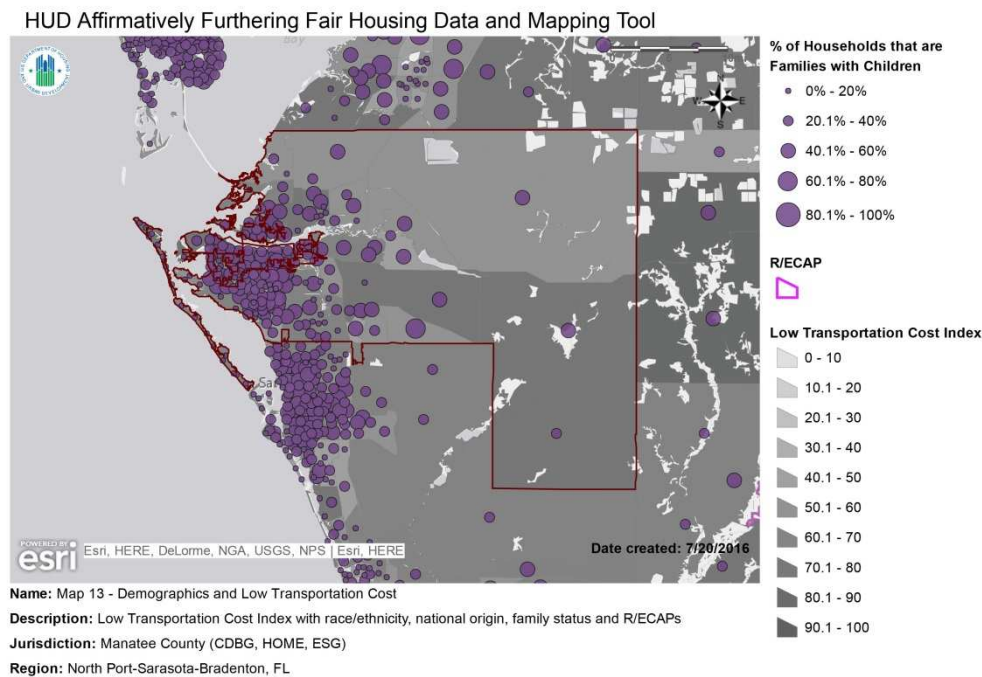 HUD Affirmatively Furthering Fair Housing Data and Mapping Tool
Bay
N
W E
S
Sar
POWERED BY
esri
Esri, HERE, DeLorme, NGA, USGS, NPS | Esri, HERE
Date created: 7/20/2016
% of Households that are
Families with Children
0% - 20%
20.1% - 40%
40.1% - 60%
60.1% - 80%
80.1% - 100%
R/ECAP
Low Transportation Cost Index
0 - 10
10.1 - 20
20.1 - 30
30.1 - 40
40.1 - 50
50.1 - 60
60.1 - 70
70.1 - 80
80.1 - 90
90.1 - 100
Name: Map 13 - Demographics and Low Transportation Cost
Description: Low Transportation Cost Index with race/ethnicity, national origin, family status and R/ECAPs
Jurisdiction: Manatee County (CDBG, HOME, ESG)
Region: North Port-Sarasota-Bradenton, FL